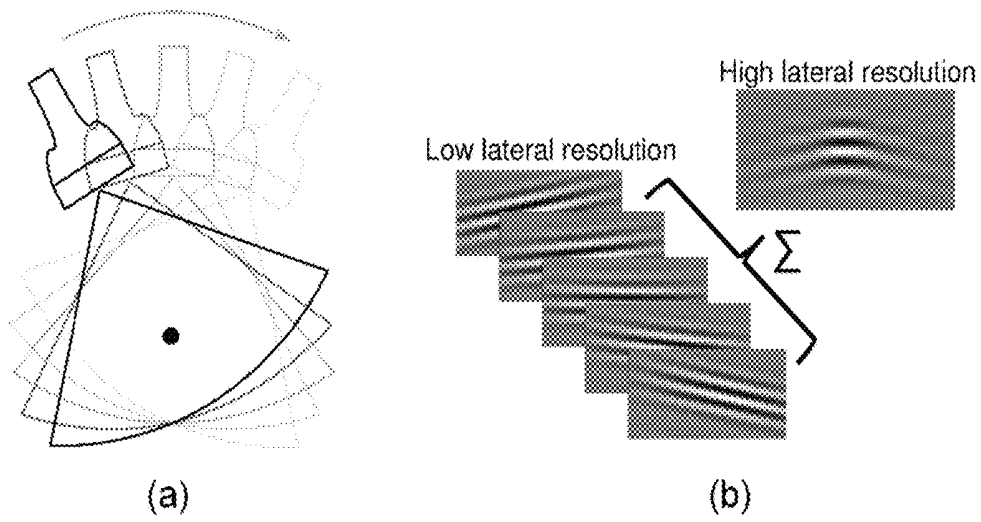 High lateral resolution
Low lateral resolution
Σ
(a)
(b)